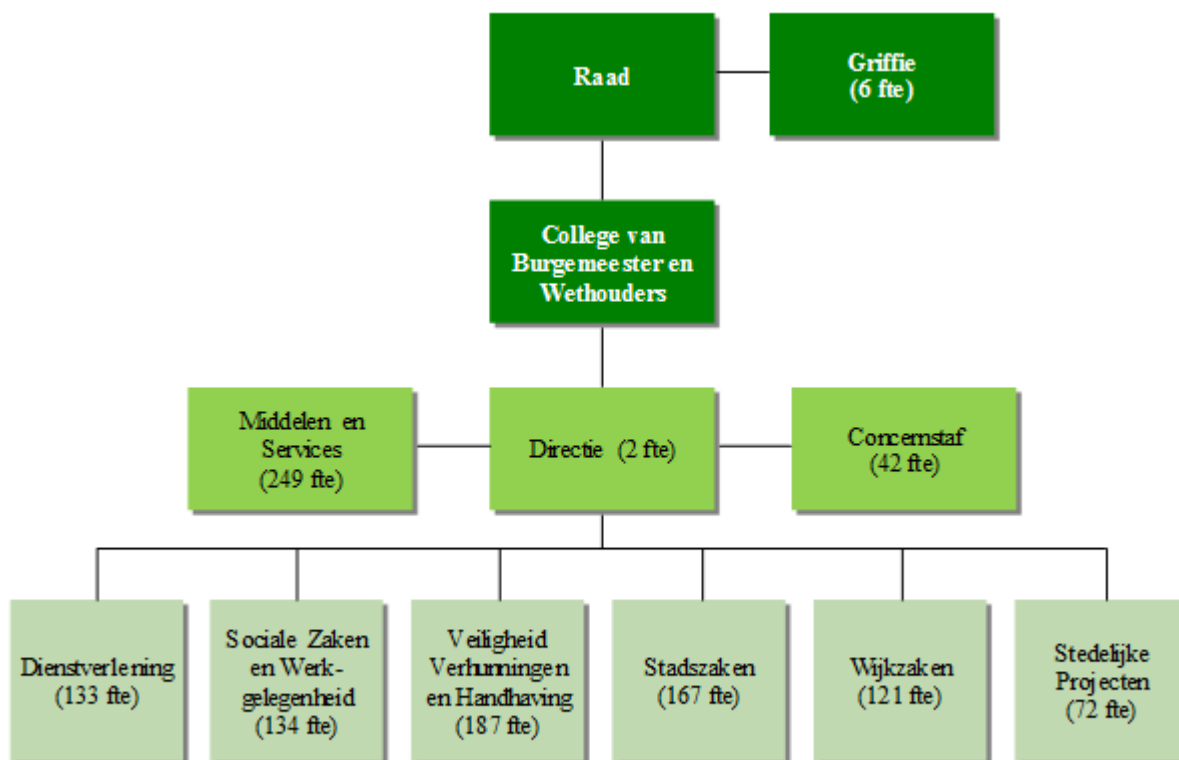 Raad
Griffie
(6 fte)
College van
Burgemeester en
Wethouders
Middelen en
Services
(249 fte)
Directie (2 fte)
Concernstaf
(42 fte)
Dienstverlening
(133 fte)
Sociale Zaken
en Werk-
gelegenheid
(134 fte)
Veiligheid
Verhunningen
en Handhaving
(187 fte)
Stadszaken
(167 fte)
Wijkzaken
(121 fte)
Stedelijke
Projecten
(72 fte)